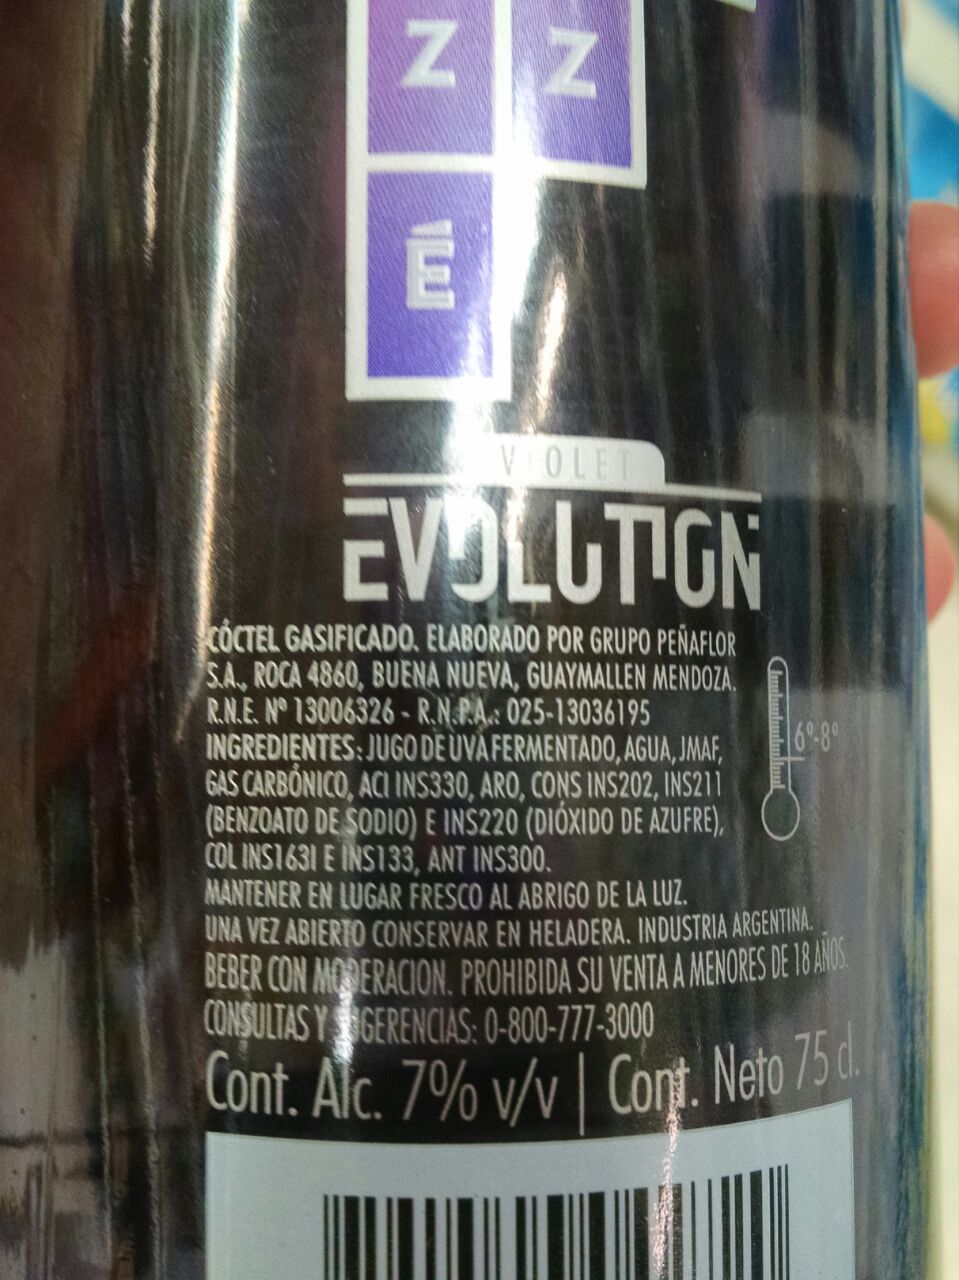 Z Z
É
VIOLET
EVOLUTION
CÓCTEL GASIFICADO. ELABORADO POR GRUPO PEÑAFLOR
S.A., ROCA 4860, BUENA NUEVA, GUAYMALLEN MENDOZA.
R.N.E. Nº 13006326 - R.N.P.A.: 025-13036195
INGREDIENTES: JUGO DE UVA FERMENTADO, AGUA, JMAF,
GAS CARBÓNICO, ACI INS330, ARO, CONS INS202, INS211
(BENZOATO DE SODIO) E INS220 (DIÓXIDO DE AZUFRE),
COL INS163I E INS133, ANT INS300.
6º-8º
MANTENER EN LUGAR FRESCO AL ABRIGO DE LA LUZ.
UNA VEZ ABIERTO CONSERVAR EN HELADERA. INDUSTRIA ARGENTINA.
BEBER CON MODERACION. PROHIBIDA SU VENTA A MENORES DE 18 AÑOS.
CONSULTAS Y SUGERENCIAS: 0-800-777-3000
Cont. Alc. 7% v/v | Cont. Neto 75 cl.